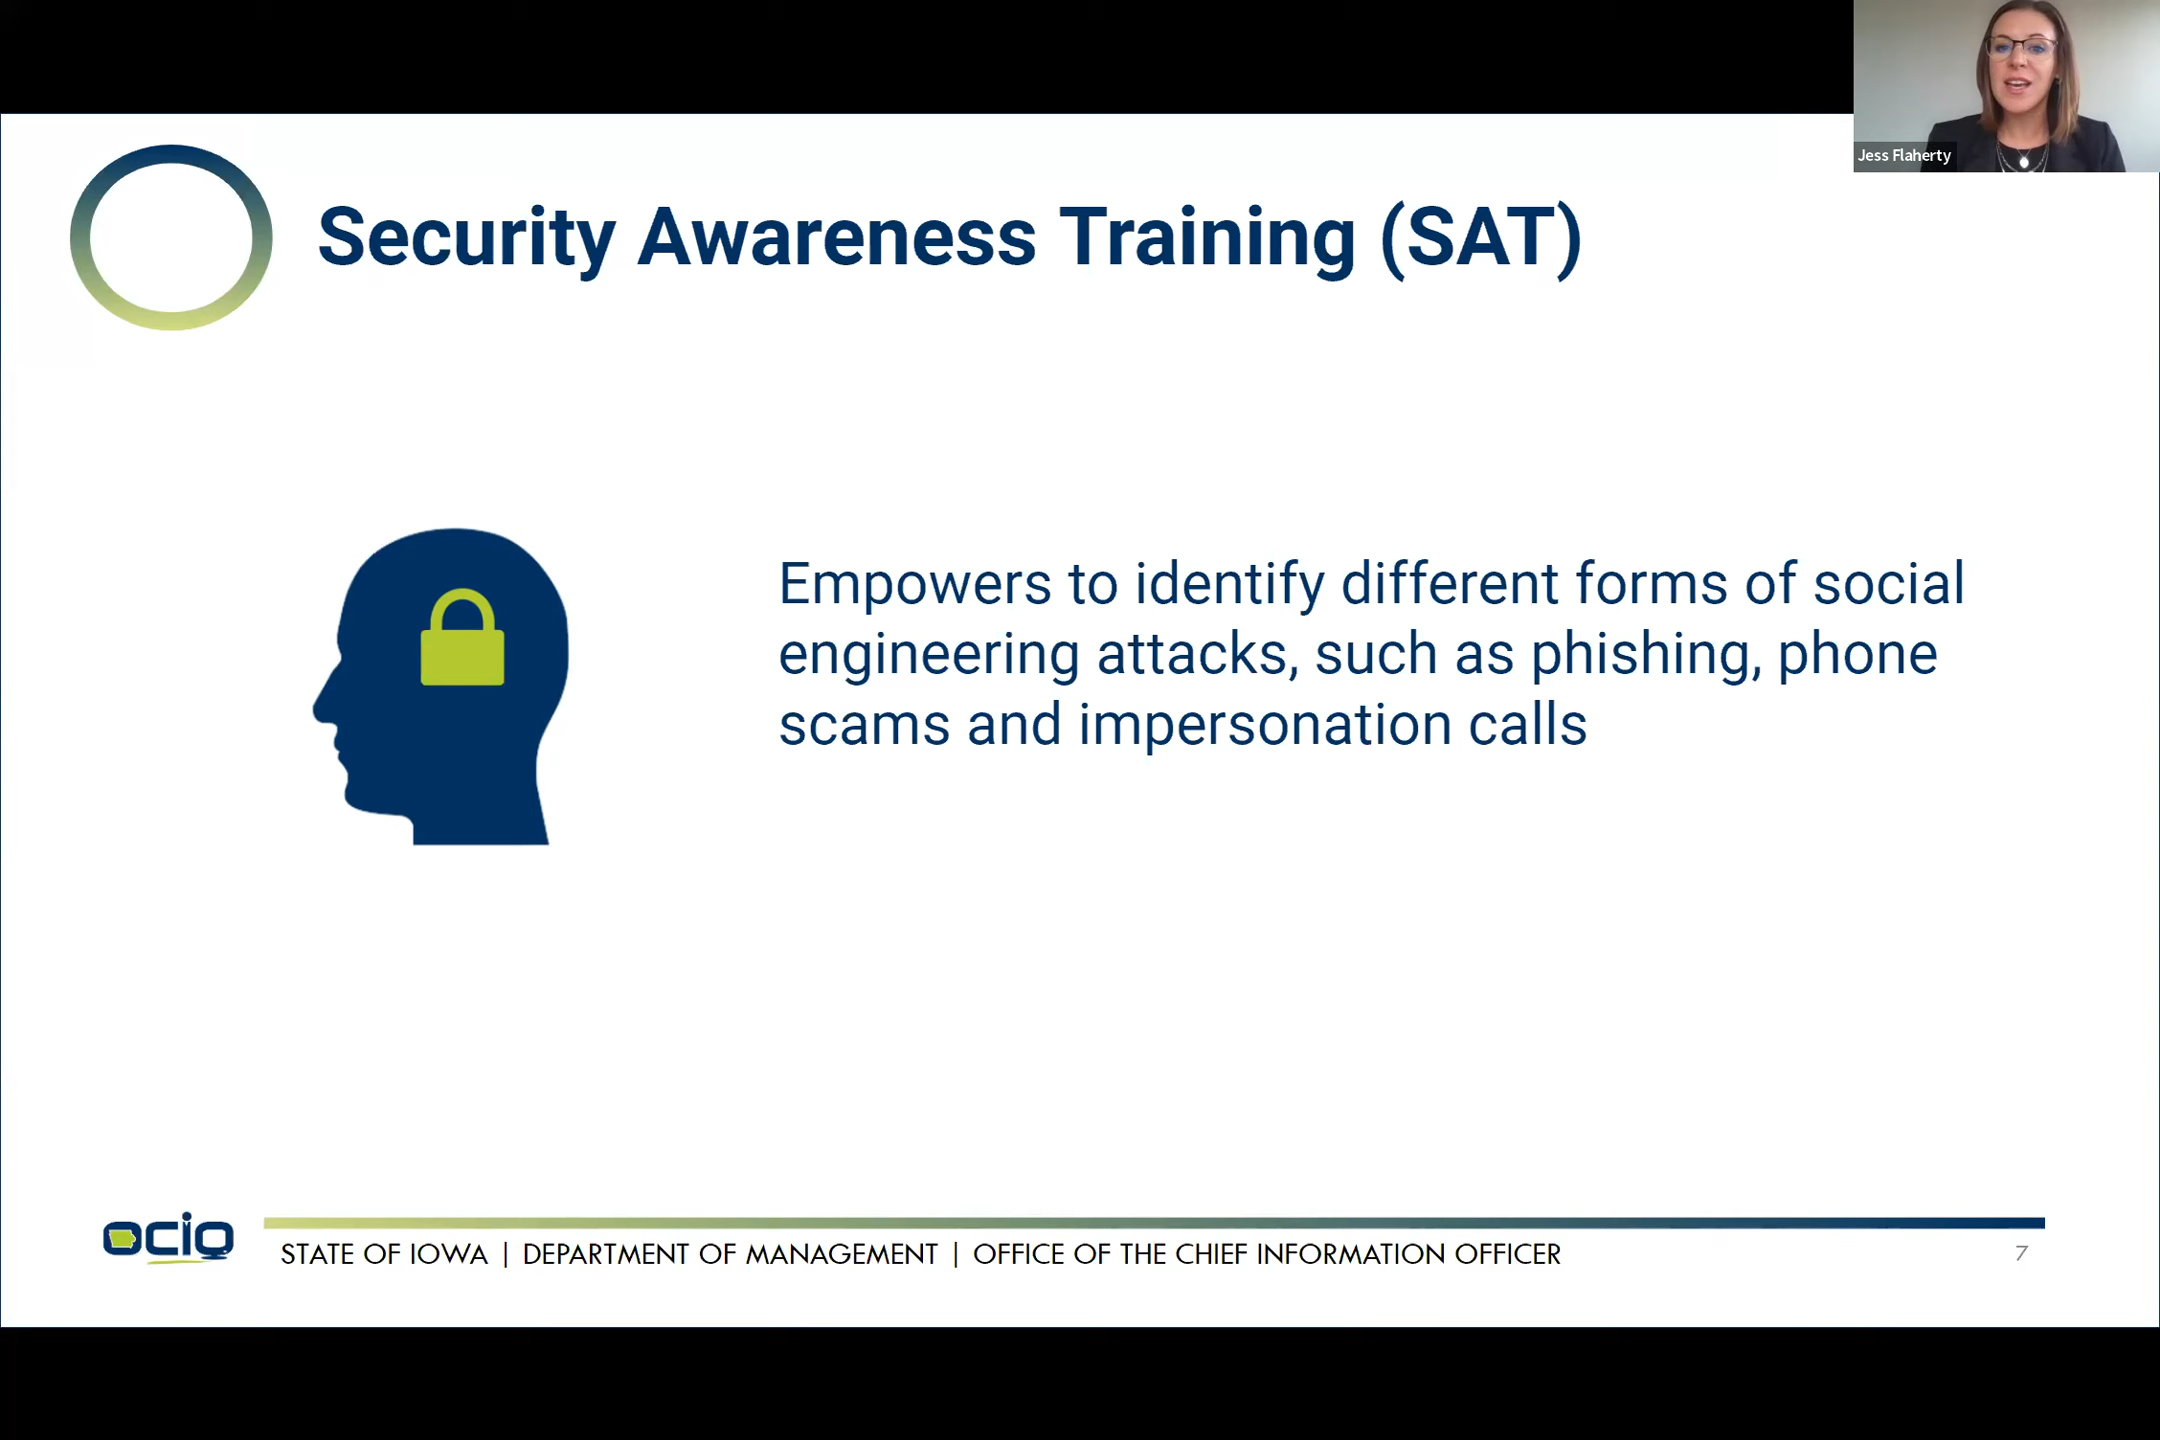 Jess Flaherty
Security Awareness Training (SAT)
Empowers to identify different forms of social
engineering attacks, such as phishing, phone
scams and impersonation calls
ocio
STATE OF IOWA | DEPARTMENT OF MANAGEMENT | OFFICE OF THE CHIEF INFORMATION OFFICER
7